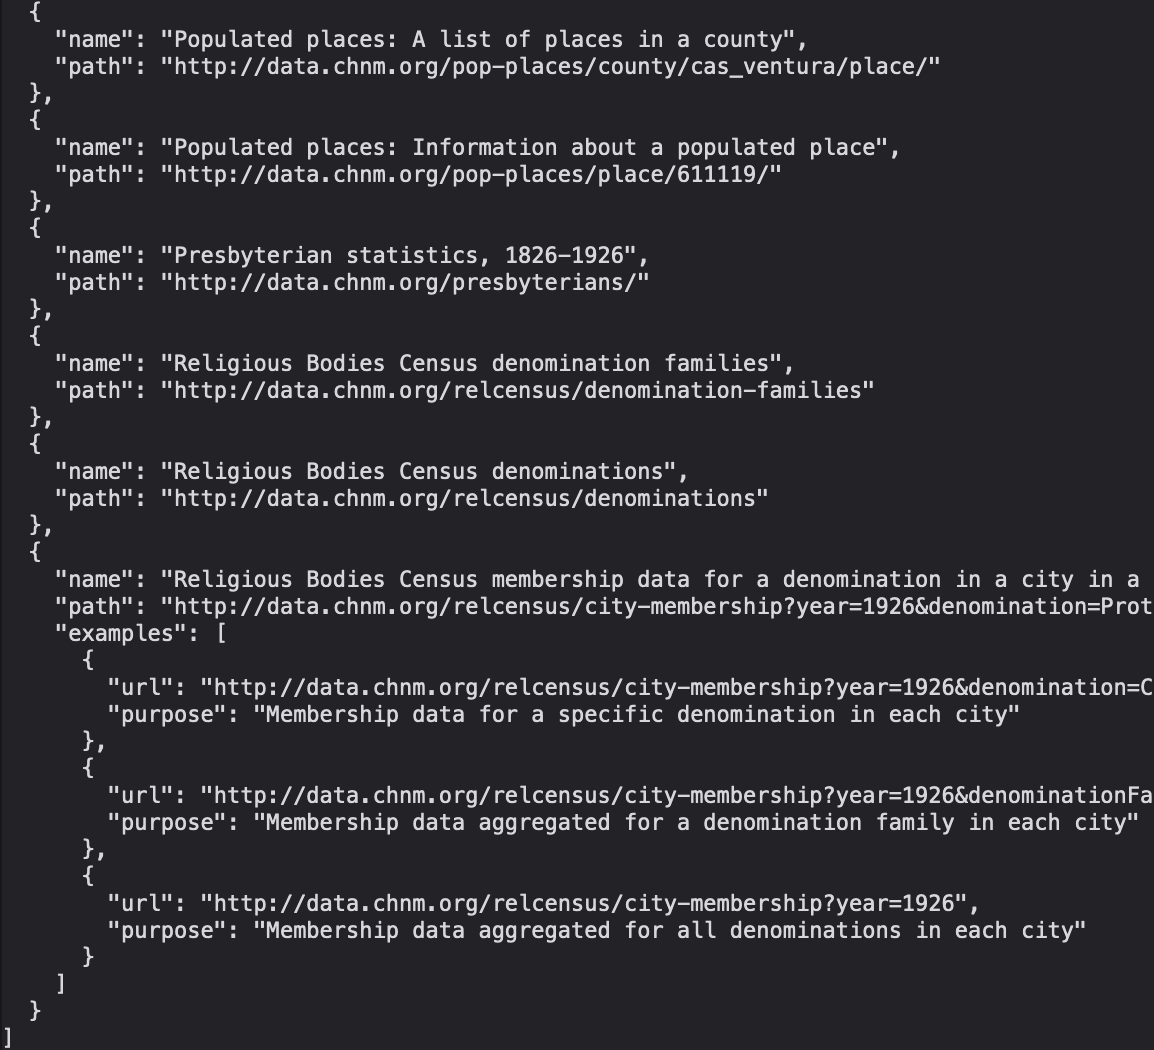 {
"name": "Populated places: A list of places in a county",
"path": "http://data.chnm.org/pop-places/county/cas_ventura/place/"
},
{
"name": "Populated places: Information about a populated place",
"path": "http://data.chnm.org/pop-places/place/611119/"
},
{
"name": "Presbyterian statistics, 1826–1926",
"path": "http://data.chnm.org/presbyterians/"
},
{
"name": "Religious Bodies Census denomination families",
"path": "http://data.chnm.org/relcensus/denomination-families"
},
{
"name": "Religious Bodies Census denominations",
"path": "http://data.chnm.org/relcensus/denominations"
},
{
"name": "Religious Bodies Census membership data for a denomination in a city in a
"path": "http://data.chnm.org/relcensus/city-membership?year=1926&denomination=Prot
"examples": [
{
"url": "http://data.chnm.org/relcensus/city-membership?year=1926&denomination=C
"purpose": "Membership data for a specific denomination in each city"
},
{
"url": "http://data.chnm.org/relcensus/city-membership?year=1926&denominationFa
"purpose": "Membership data aggregated for a denomination family in each city"
},
{
"url": "http://data.chnm.org/relcensus/city-membership?year=1926",
"purpose": "Membership data aggregated for all denominations in each city"
}
]
}
]